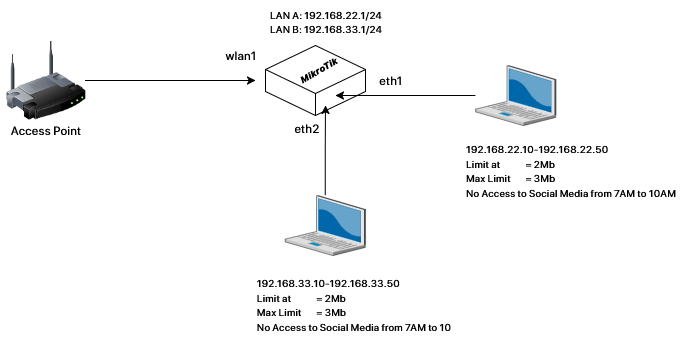 LAN A: 192.168.22.1/24
LAN B: 192.168.33.1/24
wlan1
MikroTik
eth1
Access Point
eth2
192.168.22.10-192.168.22.50
Limit at = 2Mb
Max Limit = 3Mb
No Access to Social Media from 7AM to 10AM
192.168.33.10-192.168.33.50
Limit at = 2Mb
Max Limit = 3Mb
No Access to Social Media from 7AM to 10